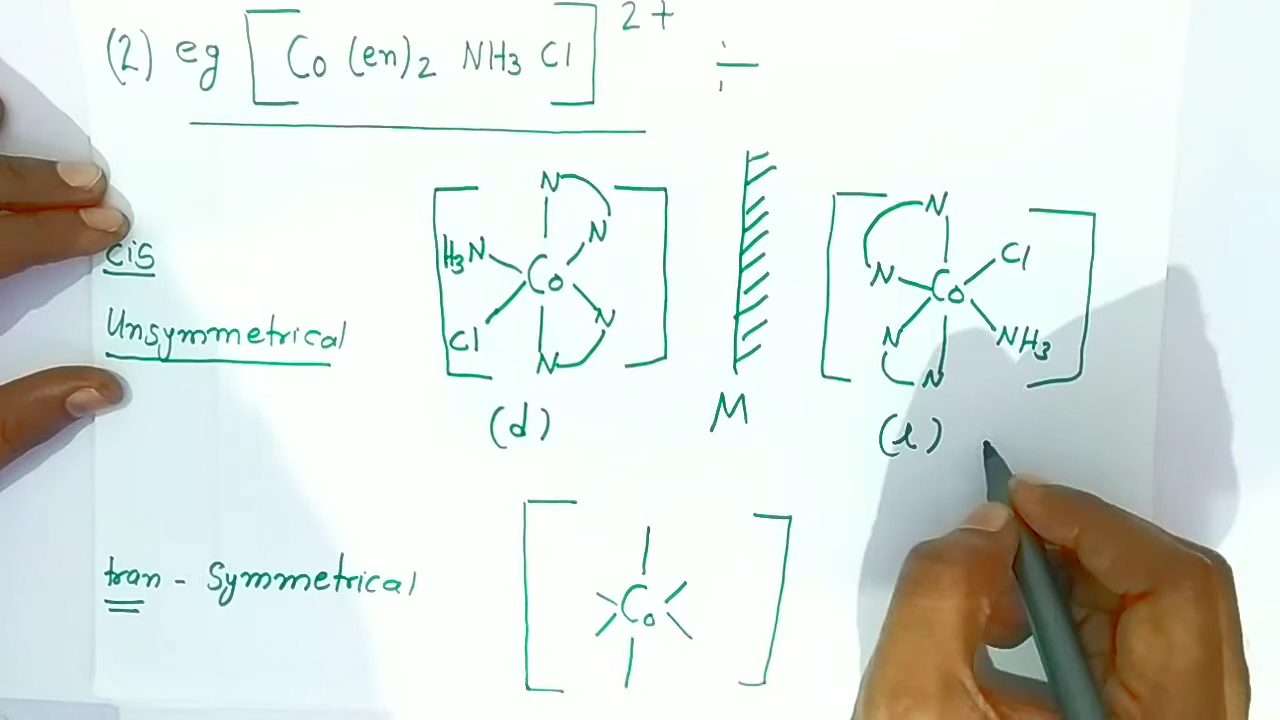 (2) eg [Co (en)2 NH3 Cl]2+ ÷
cis
Unsymmetrical
N
N
H3N
Co
Cl
N
N
(d)
M
N
Cl
N
Co
N
NH3
N
(l)
tran - Symmetrical
Co